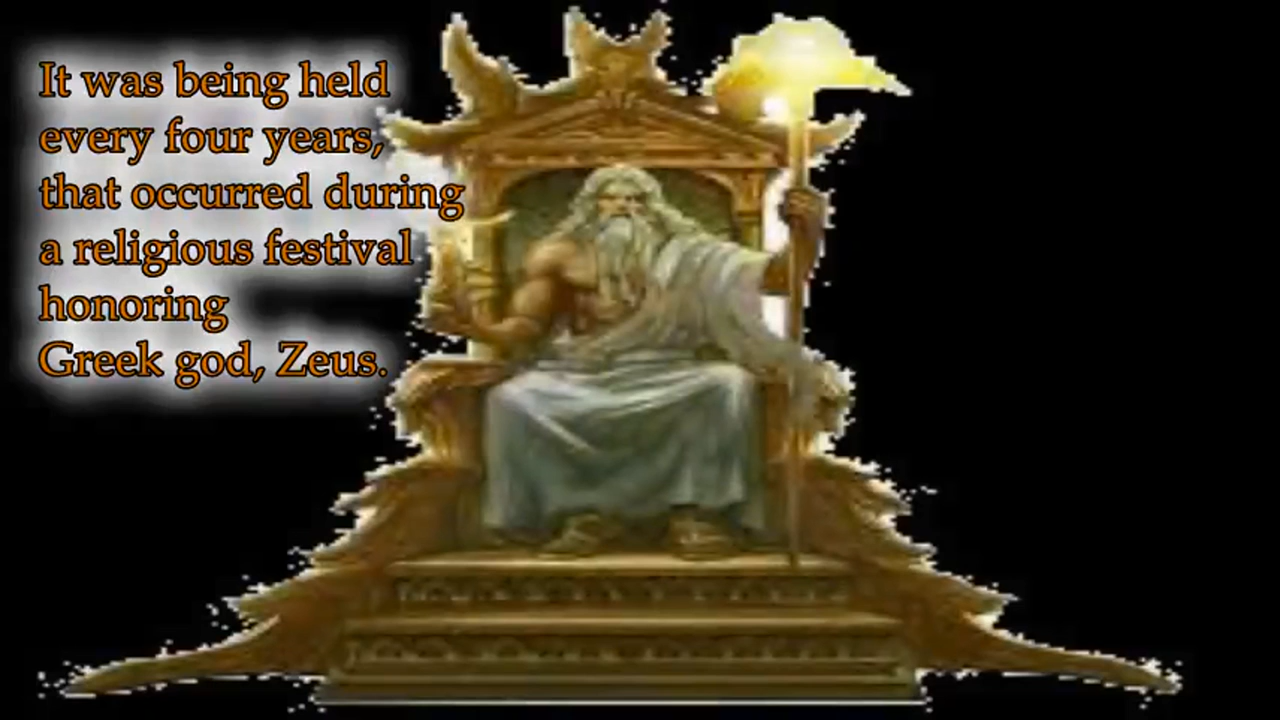 It was being held
every four years,
that occurred during
a religious festival
honoring
Greek god, Zeus.